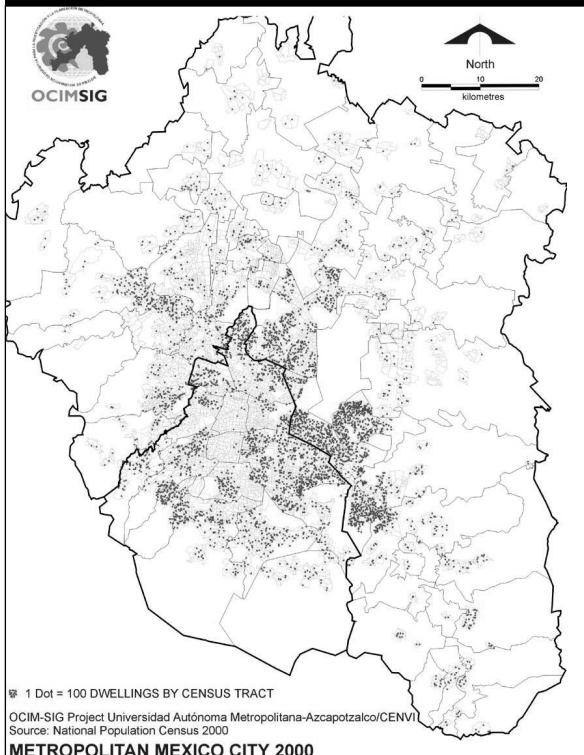 OCIMSIG
North
0 10 20
kilometres
1 Dot = 100 DWELLINGS BY CENSUS TRACT
OCIM-SIG Project Universidad Autónoma Metropolitana-Azcapotzalco/CENVI
Source: National Population Census 2000
METROPOLITAN MEXICO CITY 2000